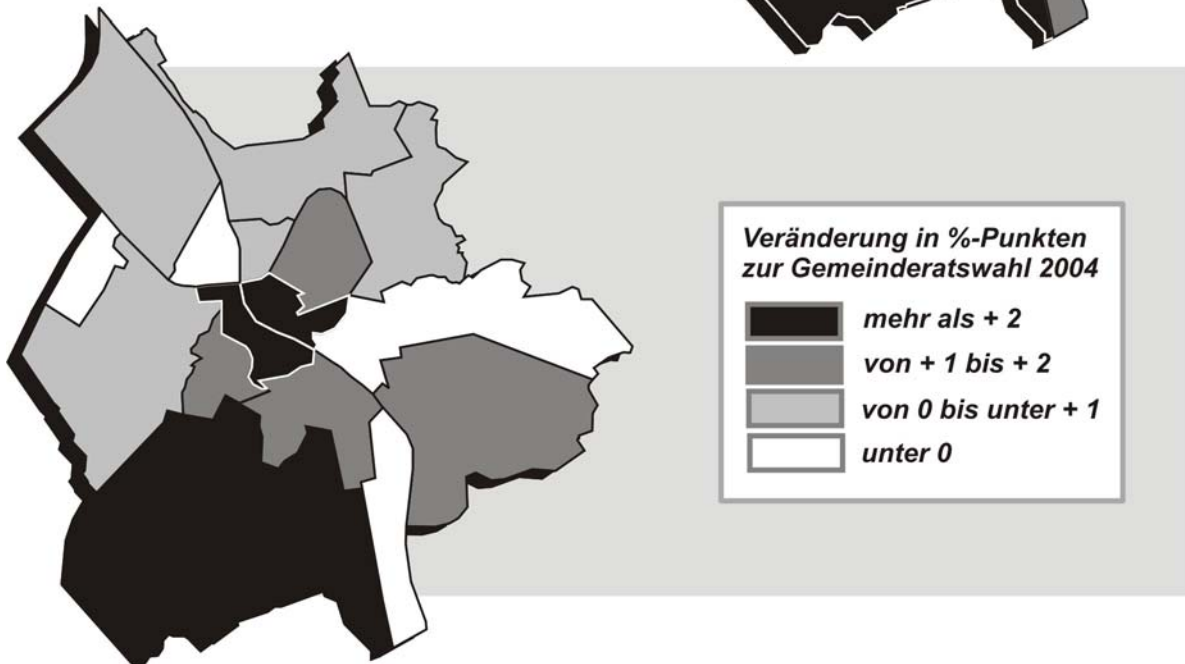 Veränderung in %-Punkten
zur Gemeinderatswahl 2004
mehr als + 2
von + 1 bis + 2
von 0 bis unter + 1
unter 0